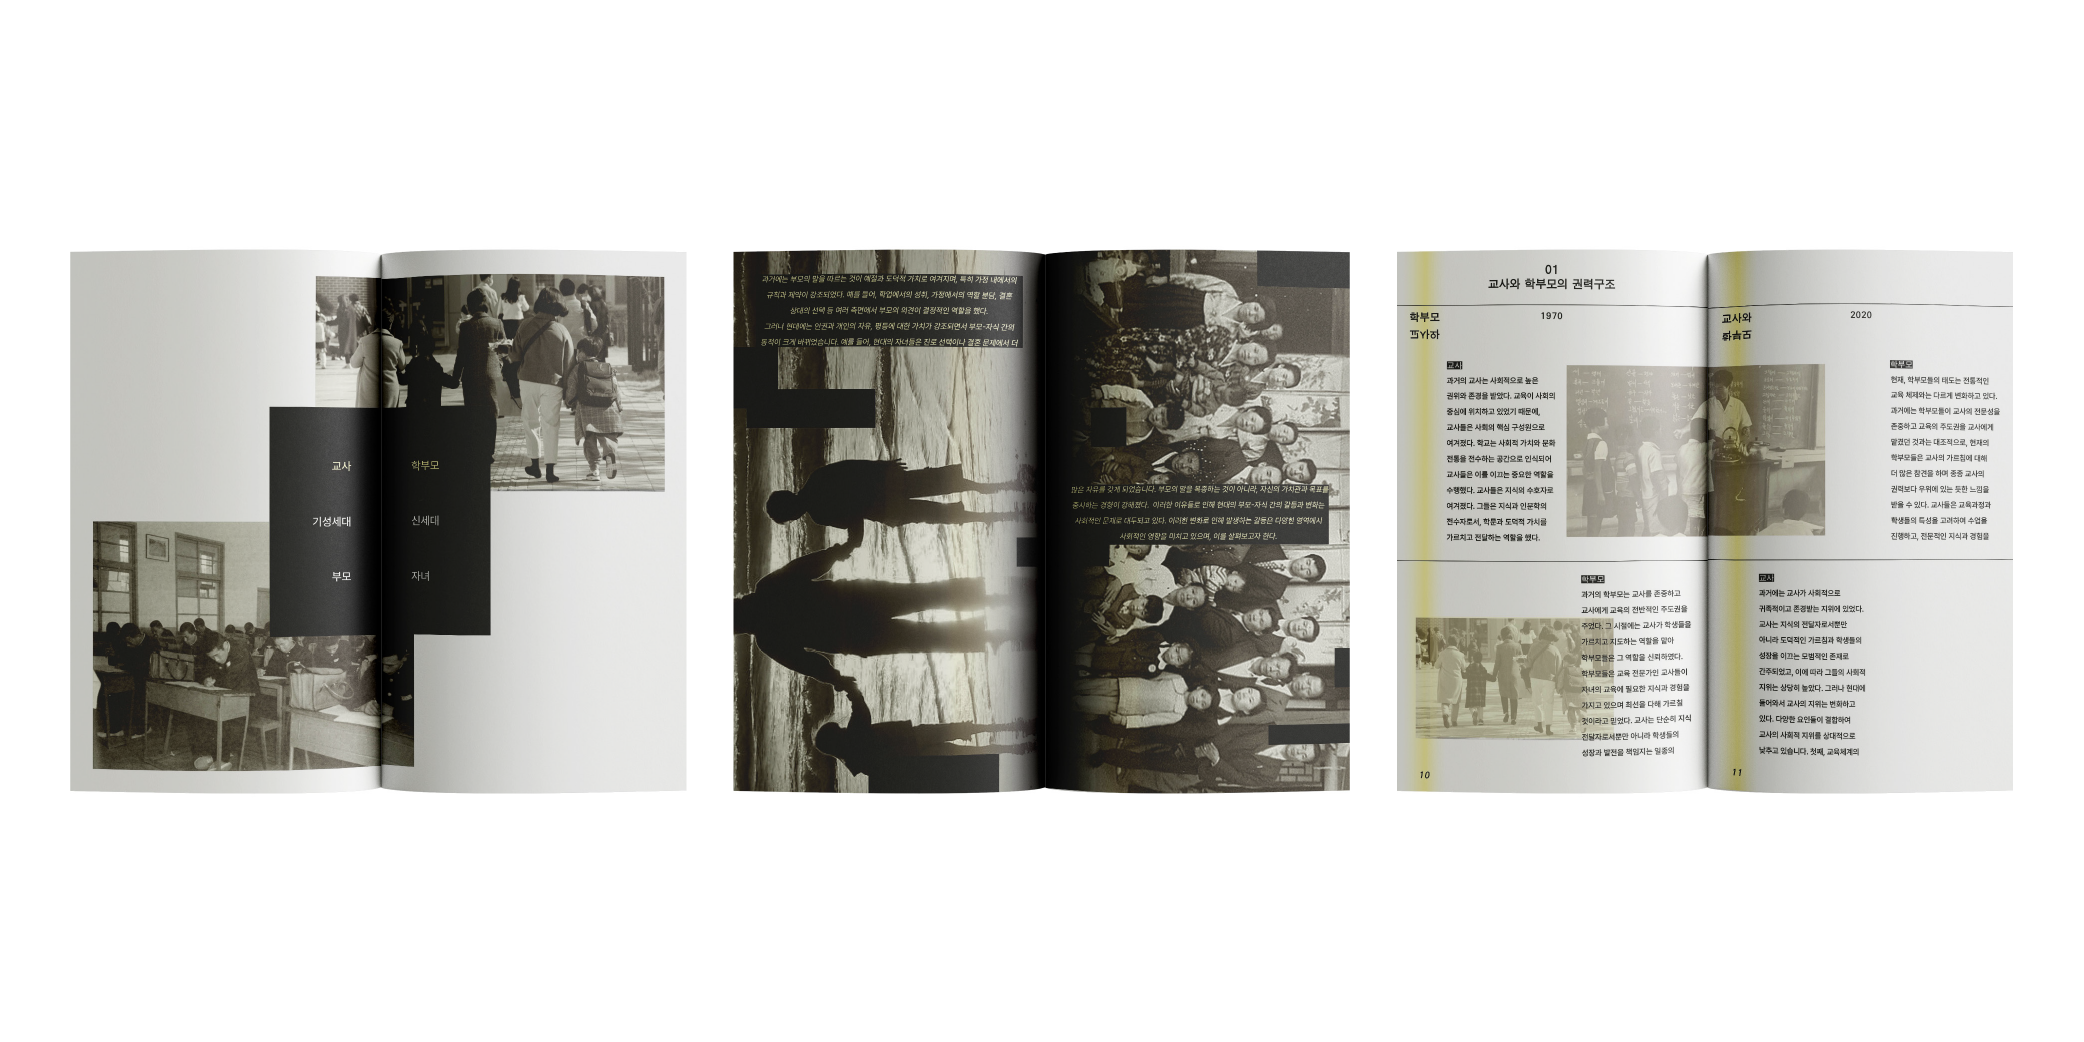 교사
학부모
기성세대
신세대
부모
자녀
과거에는 부모의 말을 따르는 것이 예절과 도덕적 가치로 여겨지며, 특히 가정 내에서의
규칙과 제약이 강조되었다. 예를 들어, 학업에서의 성취, 가정에서의 역할 분담, 결혼
상대의 선택 등 여러 측면에서 부모의 의견이 결정적인 역할을 했다.
그러나 현대에는 인권과 개인의 자유, 평등에 대한 가치가 강조되면서 부모-자식 간의
동적이 크게 바뀌었습니다. 예를 들어, 현대의 자녀들은 진로 선택이나 결혼 문제에서 더
많은 자유를 갖게 되었습니다. 부모의 말을 복종하는 것이 아니라, 자신의 가치관과 목표를
중시하는 경향이 강해졌다. 이러한 이유들로 인해 현대의 부모-자식 간의 갈등과 변화는
사회적인 문제로 대두되고 있다. 이러한 변화로 인해 발생하는 갈등은 다양한 영역에서
사회적인 영향을 미치고 있으며, 이를 살펴보고자 한다.
01
교사와 학부모의 권력구조
학부모
교사와
1970
교사
과거의 교사는 사회적으로 높은
권위와 존경을 받았다. 교육이 사회의
중심에 위치하고 있었기 때문에,
교사들은 사회의 핵심 구성원으로
여겨졌다. 학교는 사회적 가치와 문화
전통을 전수하는 공간으로 인식되어
교사들은 이를 이끄는 중요한 역할을
수행했다. 교사들은 지식의 수호자로
여겨졌다. 그들은 지식과 인문학의
전수자로서, 학문과 도덕적 가치를
가르치고 전달하는 역할을 했다.
학부모
과거의 학부모는 교사를 존중하고
교사에게 교육의 전반적인 주도권을
주었다. 그 시절에는 교사가 학생들을
가르치고 지도하는 역할을 맡아
학부모들은 그 역할을 신뢰하였다.
학부모들은 교육 전문가인 교사들이
자녀의 교육에 필요한 지식과 경험을
가지고 있으며 최선을 다해 가르칠
것이라고 믿었다. 교사는 단순히 지식
전달자로서뿐만 아니라 학생들의
성장과 발전을 책임지는 일종의
10
교사와
학부모
2020
학부모
현재, 학부모들의 태도는 전통적인
교육 체제와는 다르게 변화하고 있다.
과거에는 학부모들이 교사의 전문성을
존중하고 교육의 주도권을 교사에게
맡겼던 것과는 대조적으로, 현재의
학부모들은 교사의 가르침에 대해
더 많은 참견을 하며 종종 교사의
권력보다 우위에 있는 듯한 느낌을
받을 수 있다. 교사들은 교육과정과
학생들의 특성을 고려하여 수업을
진행하고, 전문적인 지식과 경험을
교사
과거에는 교사가 사회적으로
귀족적이고 존경받는 지위에 있었다.
교사는 지식의 전달자로서뿐만
아니라 도덕적인 가르침과 학생들의
성장을 이끄는 모범적인 존재로
간주되었고, 이에 따라 그들의 사회적
지위는 상당히 높았다. 그러나 현대에
들어와서 교사의 지위는 변화하고
있다. 다양한 요인들이 결합하여
교사의 사회적 지위를 상대적으로
낮추고 있습니다. 첫째, 교육체계의
11